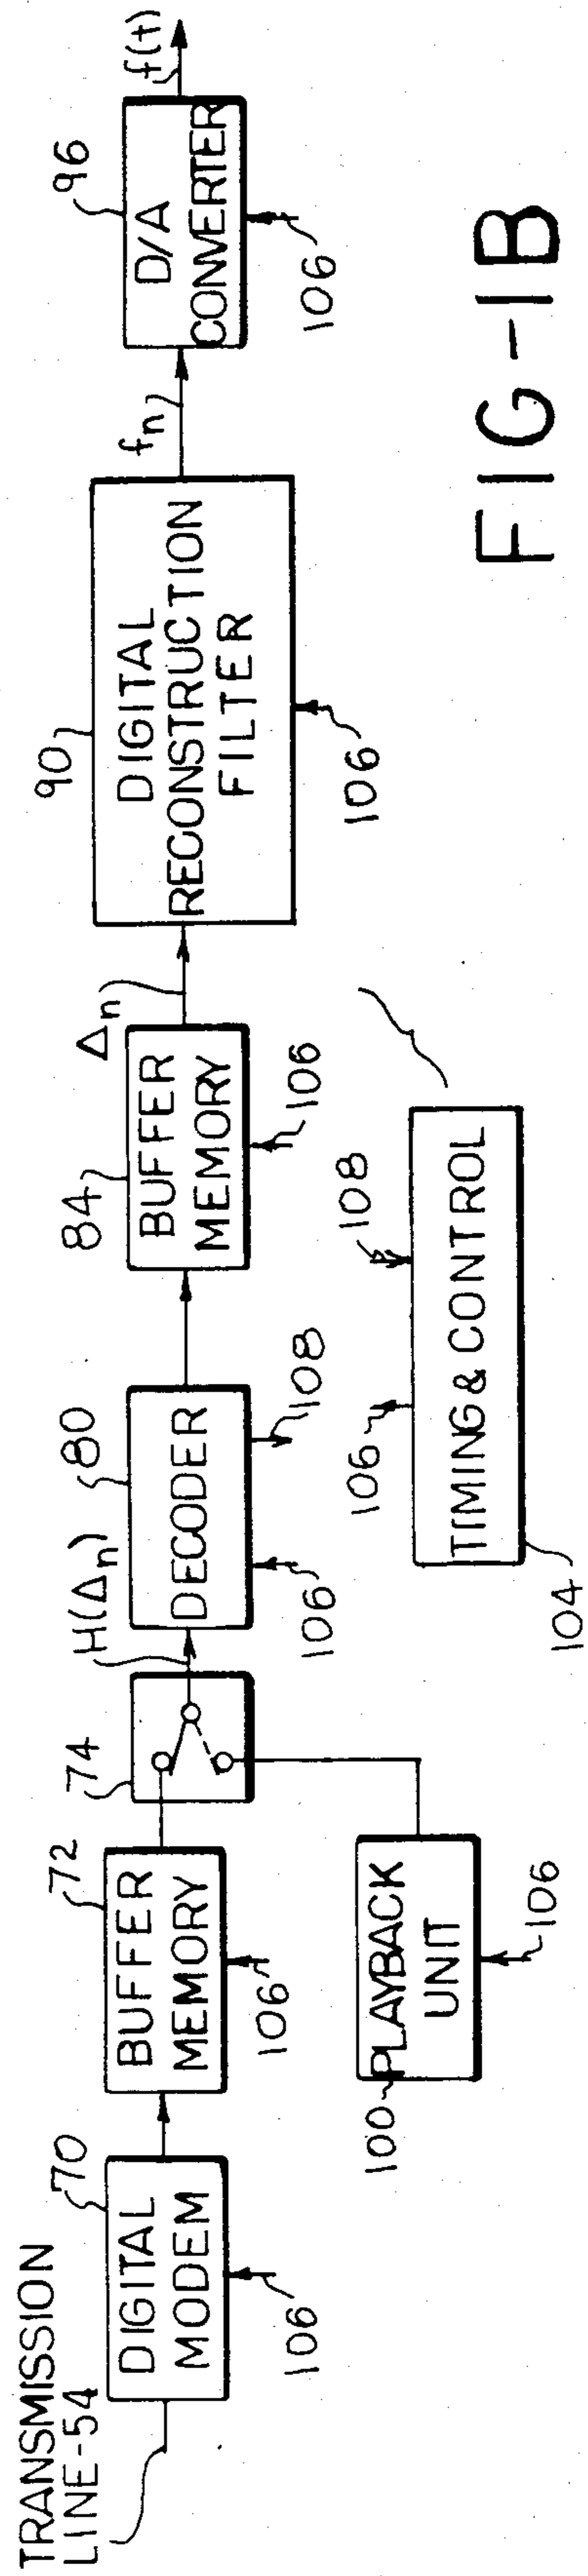 TRANSMISSION
LINE-54
70
DIGITAL
MODEM
106
72
BUFFER
MEMORY
106
74
100
PLAYBACK
UNIT
106
H(Δn)
80
DECODER
106
108
84
BUFFER
MEMORY
106
Δn
90
DIGITAL
RECONSTRUCTION
FILTER
106
fn
96
D/A
CONVERTER
106
f(t)
106
108
TIMING & CONTROL
104
FIG-1B